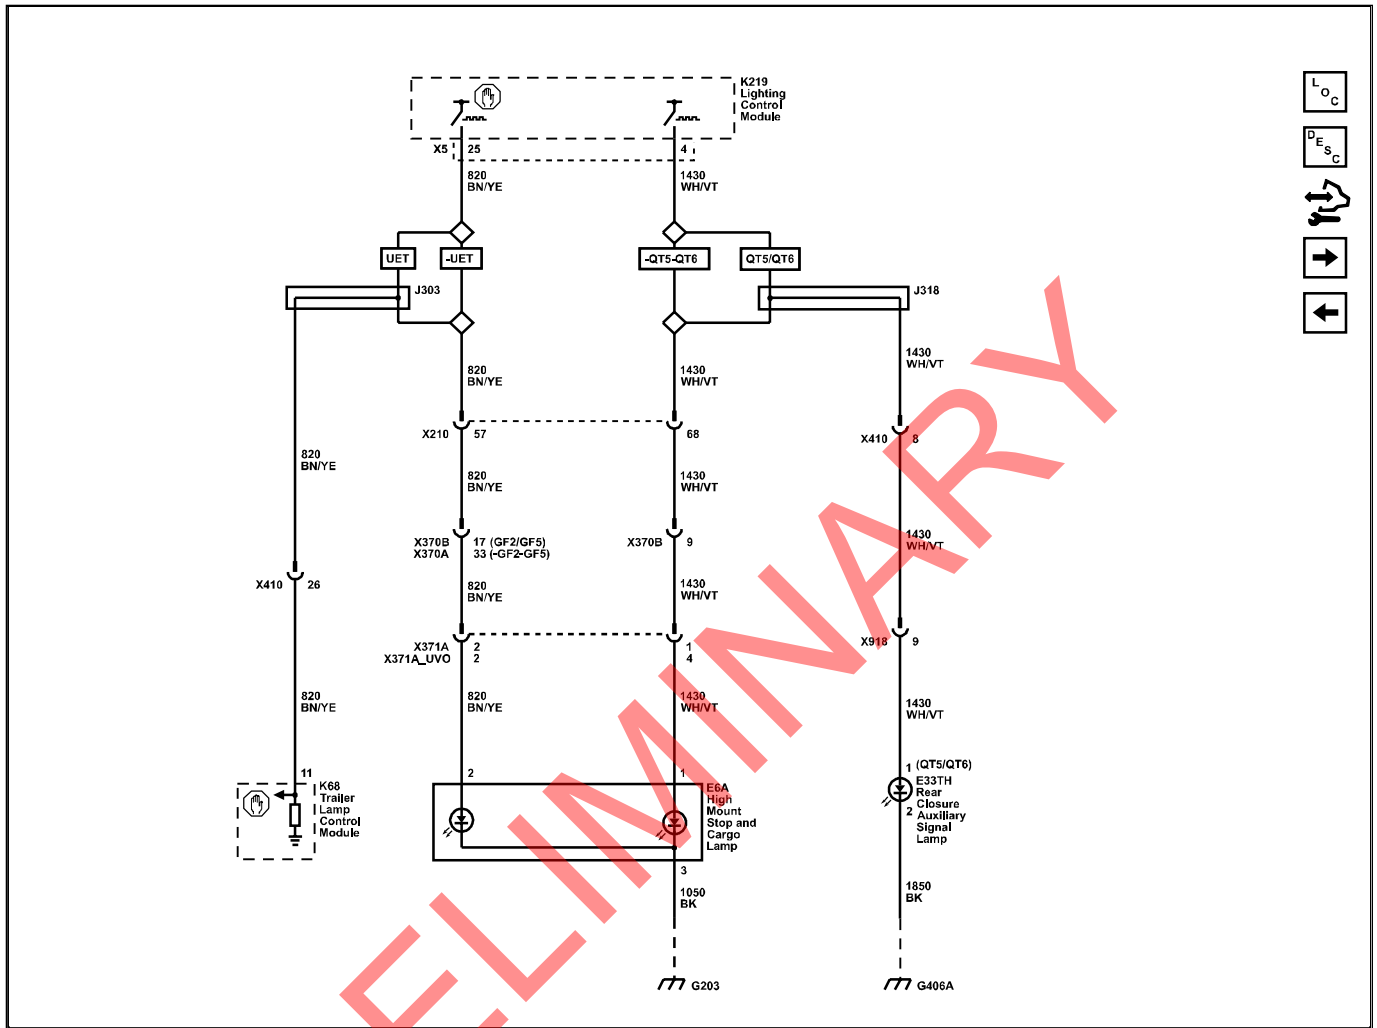 K219
Lighting
Control
Module
LOC
DESC
X5 25 4
820
BN/YE
1430
WH/VT
UET
-UET
-QT5-QT6
QT5/QT6
J303
J318
820
BN/YE
1430
WH/VT
1430
WH/VT
X210 57 68
X410 8
820
BN/YE
820
BN/YE
1430
WH/VT
1430
WH/VT
X370B 17 (GF2/GF5)
X370A 33 (-GF2-GF5)
X370B 9
X410 26
820
BN/YE
1430
WH/VT
X371A 2 1
X371A_UVO 2 4
X918 9
820
BN/YE
820
BN/YE
1430
WH/VT
1430
WH/VT
11
2
1
1 (QT5/QT6)
K68
Trailer
Lamp
Control
Module
E6A
High
Mount
Stop and
Cargo
Lamp
E33TH
Rear
Closure
Auxiliary
Signal
Lamp
2
3
1050
BK
1850
BK
G203
G406A
ELIMINARY